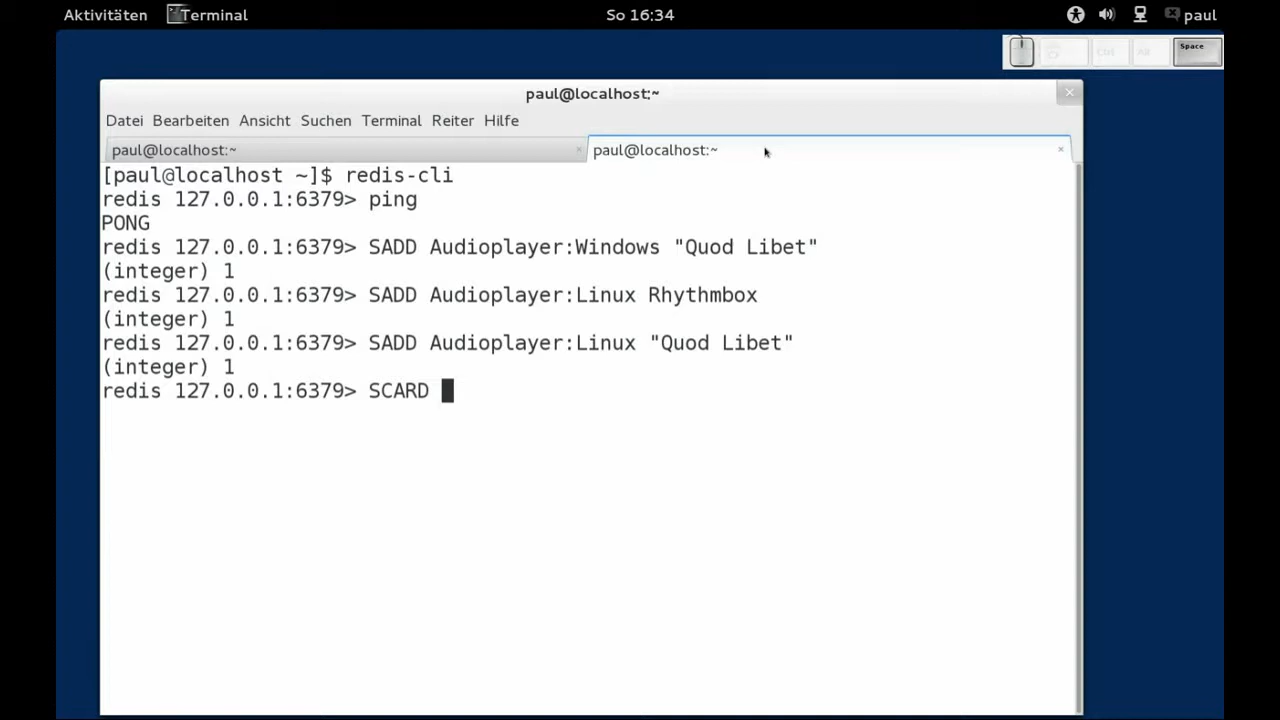 Aktivitäten Terminal So 16:34 paul
Space
Ctrl Alt
paul@localhost:~
Datei Bearbeiten Ansicht Suchen Terminal Reiter Hilfe
paul@localhost:~ × paul@localhost:~ ×
[paul@localhost ~]$ redis-cli
redis 127.0.0.1:6379> ping
PONG
redis 127.0.0.1:6379> SADD Audioplayer:Windows "Quod Libet"
(integer) 1
redis 127.0.0.1:6379> SADD Audioplayer:Linux Rhythmbox
(integer) 1
redis 127.0.0.1:6379> SADD Audioplayer:Linux "Quod Libet"
(integer) 1
redis 127.0.0.1:6379> SCARD